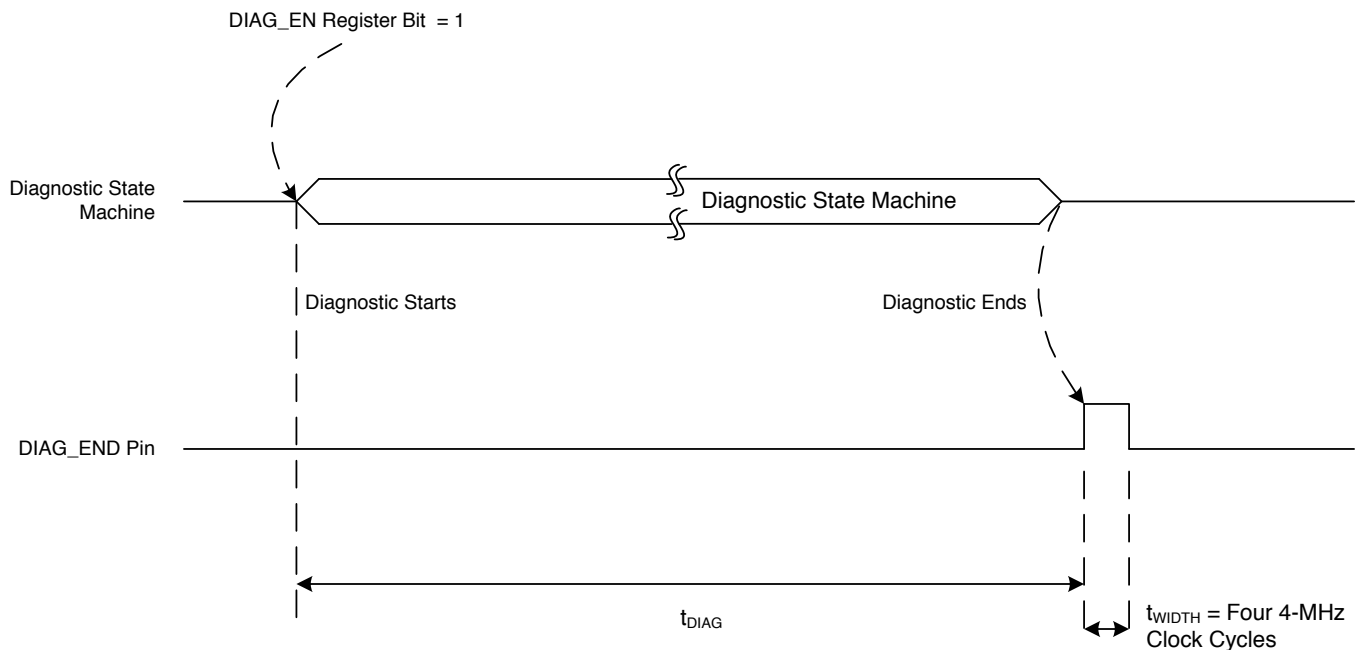 DIAG_EN Register Bit = 1
Diagnostic State
Machine
Diagnostic State Machine
Diagnostic Starts
Diagnostic Ends
DIAG_END Pin
tDIAG
tWIDTH = Four 4-MHz
Clock Cycles